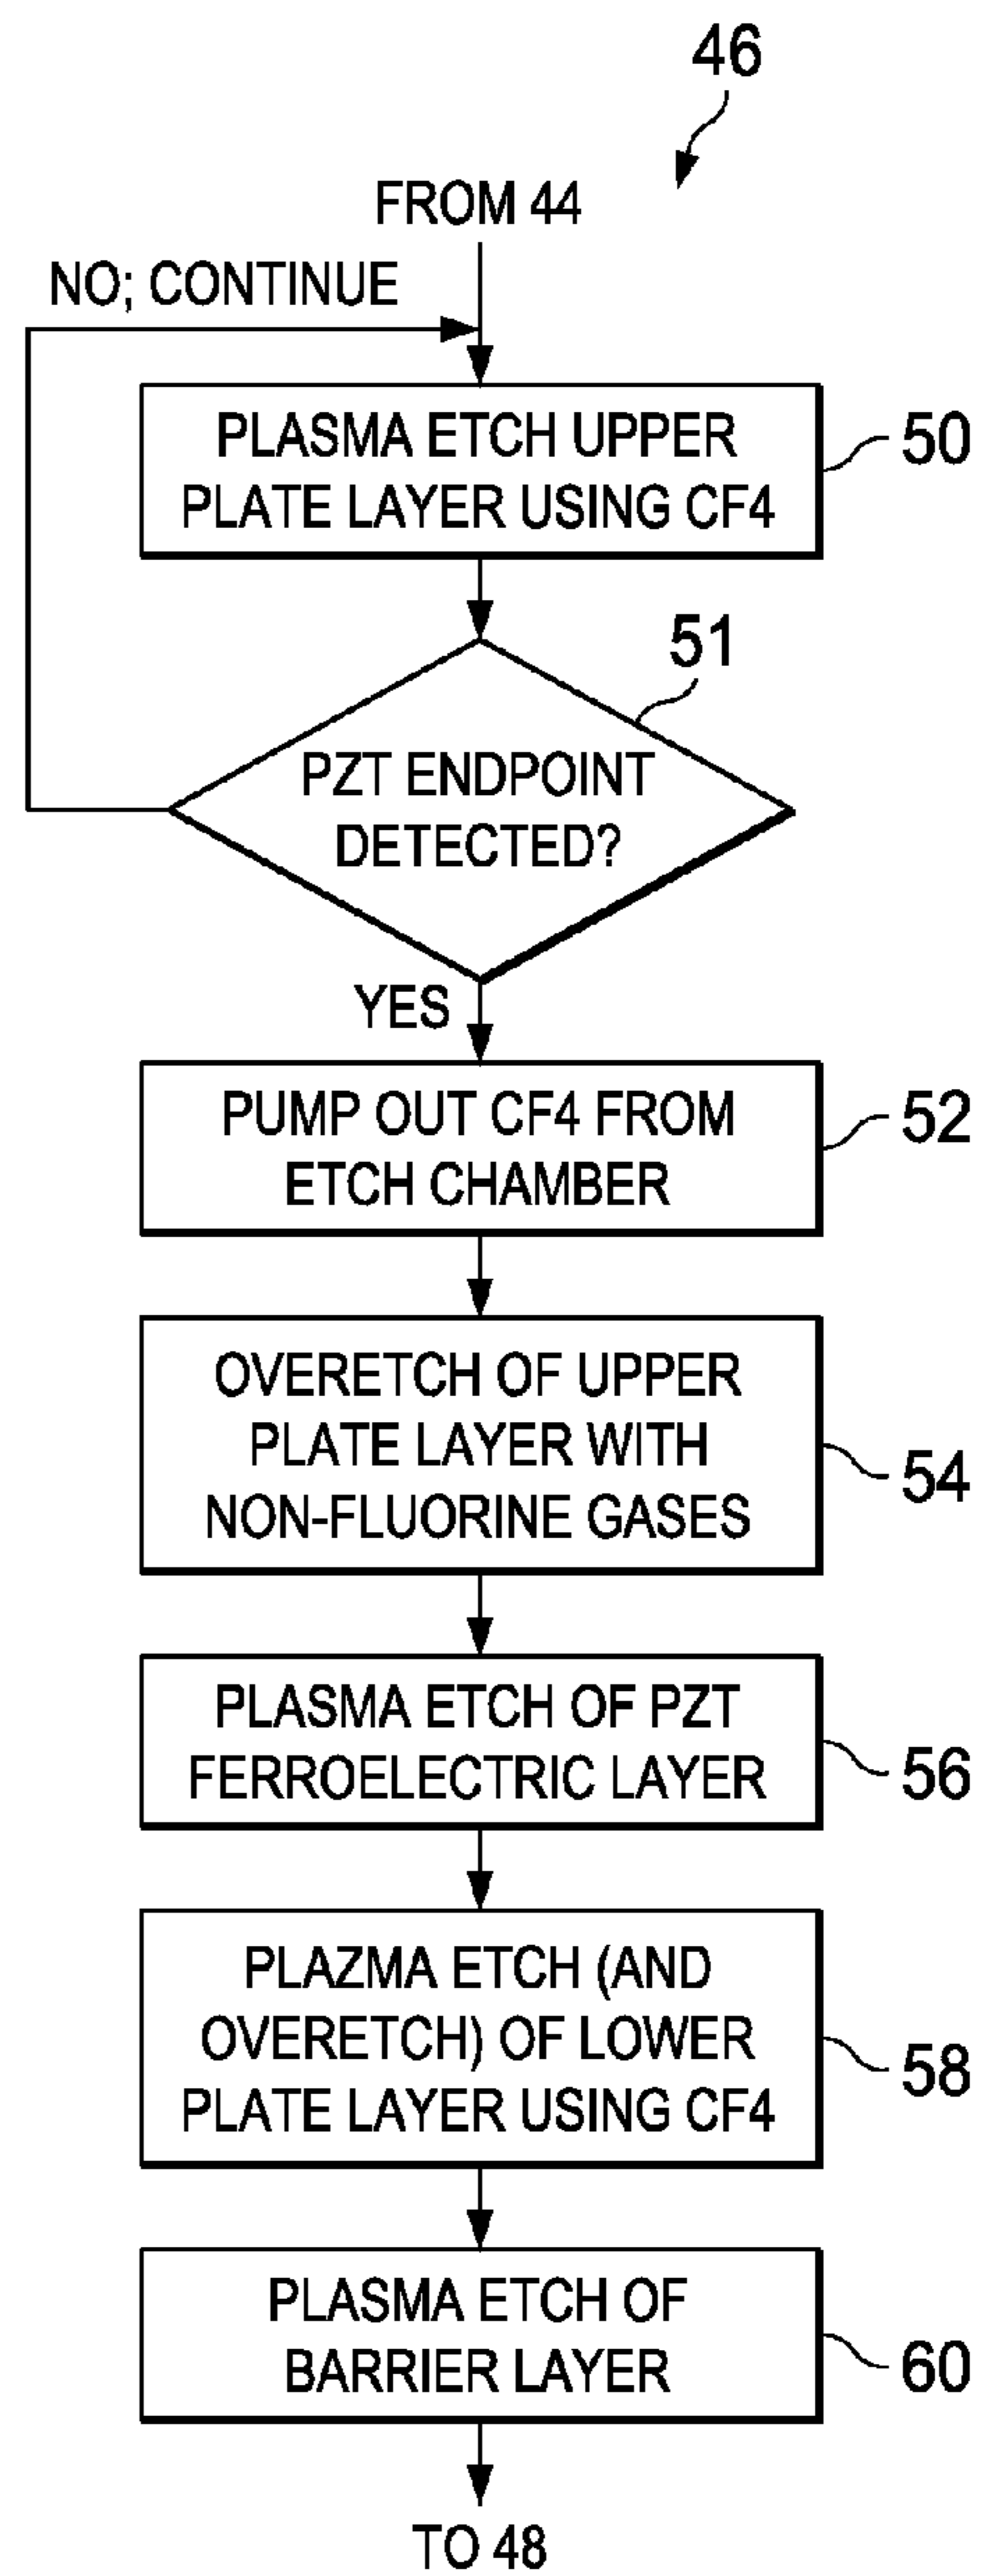 46
FROM 44
NO; CONTINUE
PLASMA ETCH UPPER
PLATE LAYER USING CF4
50
51
PZT ENDPOINT
DETECTED?
YES
PUMP OUT CF4 FROM
ETCH CHAMBER
52
OVERETCH OF UPPER
PLATE LAYER WITH
NON-FLUORINE GASES
54
PLASMA ETCH OF PZT
FERROELECTRIC LAYER
56
PLAZMA ETCH (AND
OVERETCH) OF LOWER
PLATE LAYER USING CF4
58
PLASMA ETCH OF
BARRIER LAYER
60
TO 48